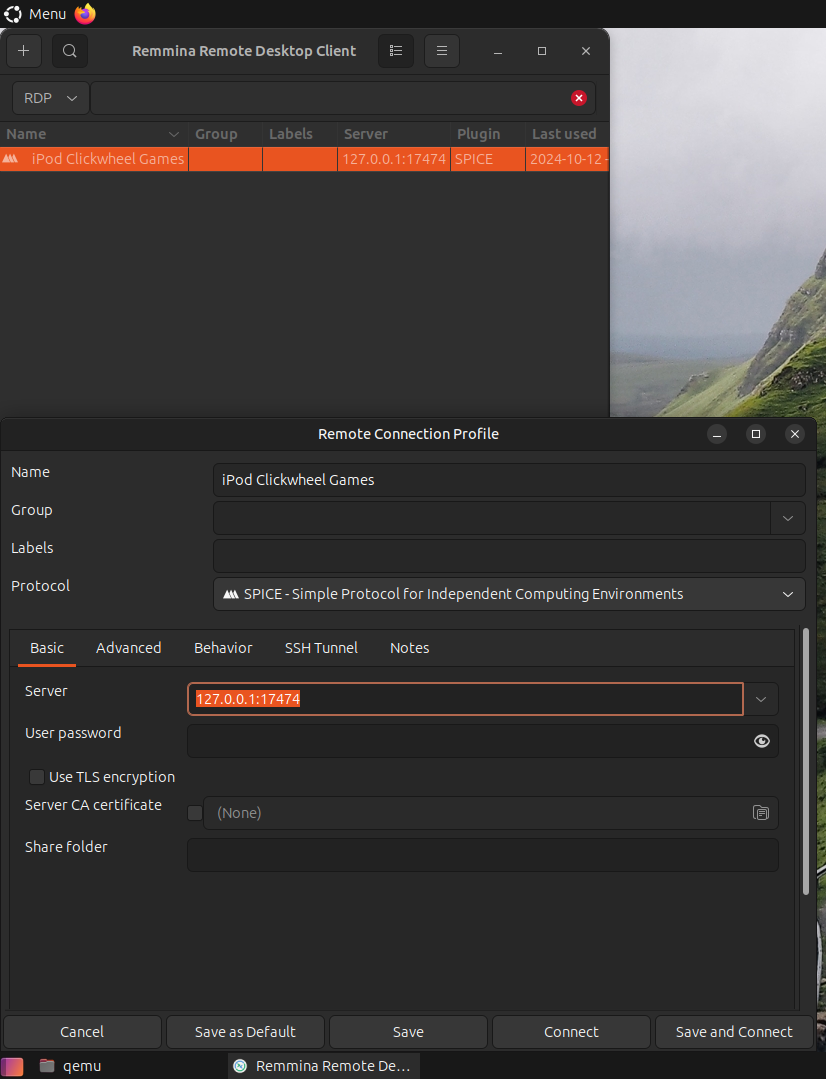 Menu
Remmina Remote Desktop Client
RDP
Name Group Labels Server Plugin Last used
iPod Clickwheel Games 127.0.0.1:17474 SPICE 2024-10-12 -
Remote Connection Profile
Name iPod Clickwheel Games
Group
Labels
Protocol SPICE - Simple Protocol for Independent Computing Environments
Basic Advanced Behavior SSH Tunnel Notes
Server 127.0.0.1:17474
User password
Use TLS encryption
Server CA certificate (None)
Share folder
Cancel Save as Default Save Connect Save and Connect
qemu Remmina Remote De...